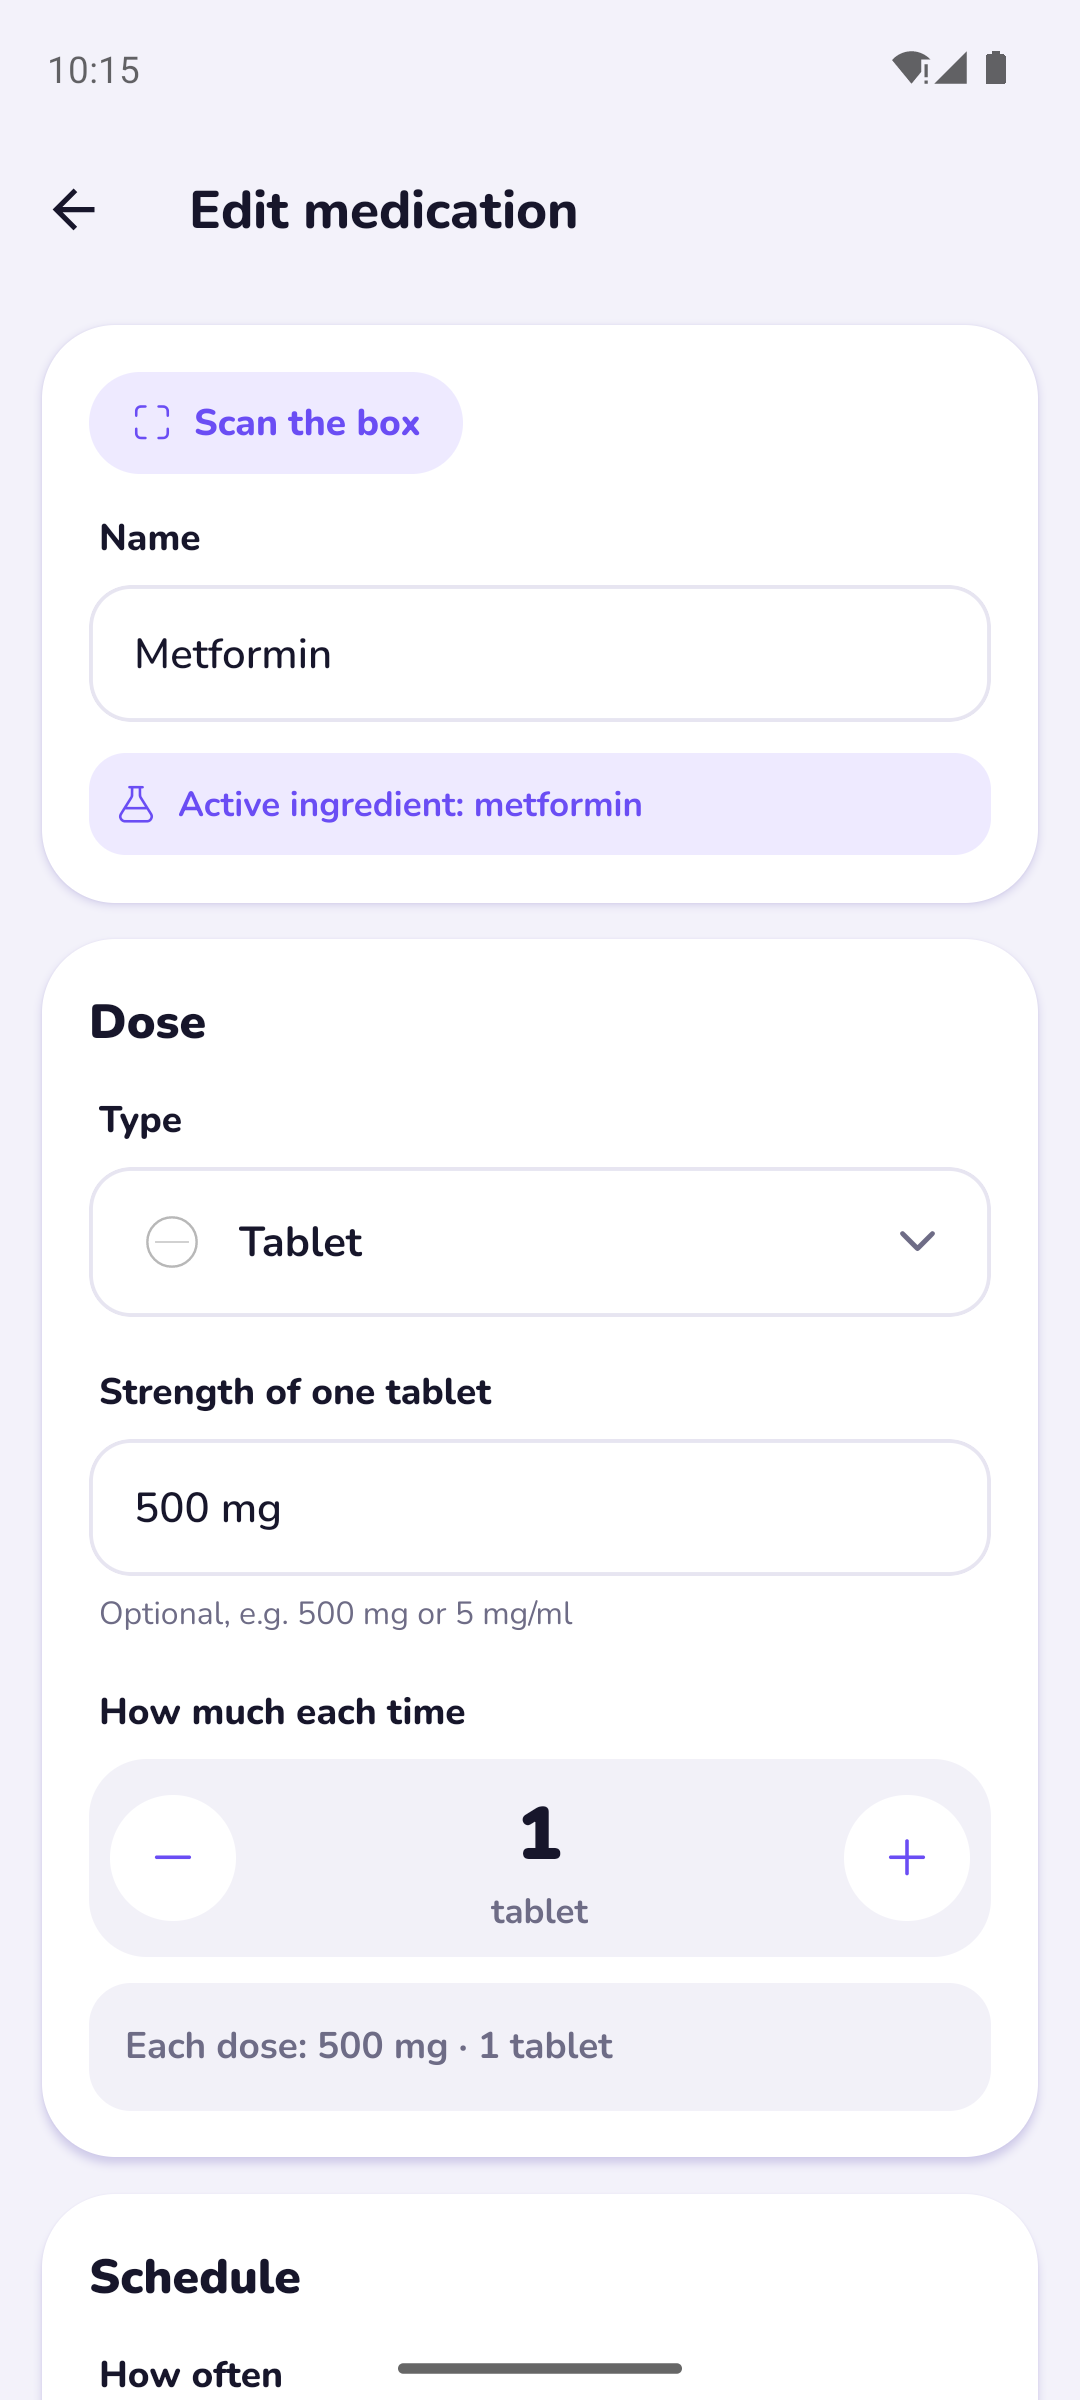 10:15
Edit medication
Scan the box
Name
Metformin
Active ingredient: metformin
Dose
Type
Tablet
Strength of one tablet
500 mg
Optional, e.g. 500 mg or 5 mg/ml
How much each time
1
tablet
Each dose: 500 mg · 1 tablet
Schedule
How often